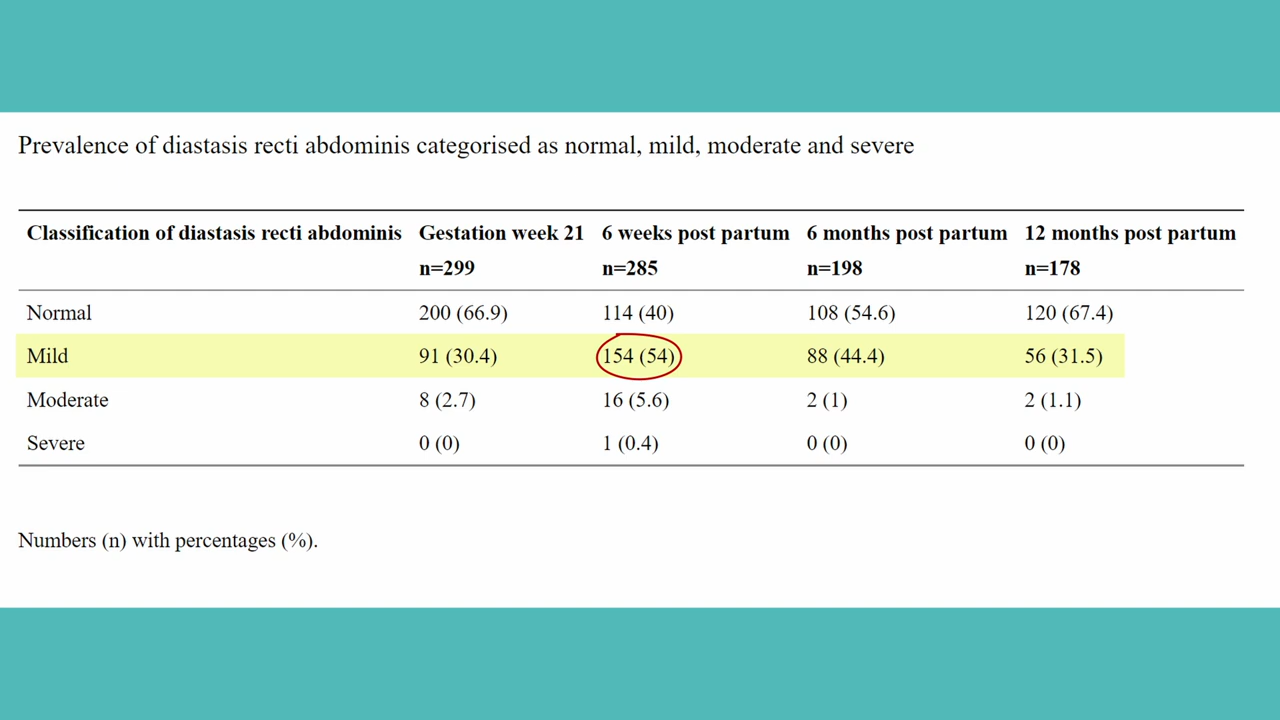 Prevalence of diastasis recti abdominis categorised as normal, mild, moderate and severe
Classification of diastasis recti abdominis Gestation week 21 6 weeks post partum 6 months post partum 12 months post partum
n=299 n=285 n=198 n=178
Normal 200 (66.9) 114 (40) 108 (54.6) 120 (67.4)
Mild 91 (30.4) 154 (54) 88 (44.4) 56 (31.5)
Moderate 8 (2.7) 16 (5.6) 2 (1) 2 (1.1)
Severe 0 (0) 1 (0.4) 0 (0) 0 (0)
Numbers (n) with percentages (%).